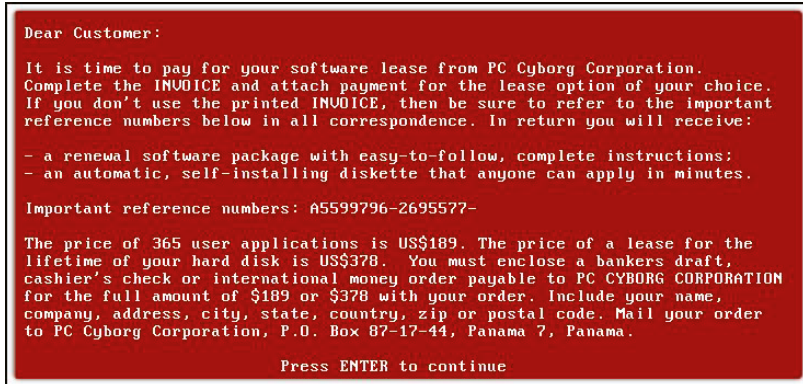 Dear Customer:
It is time to pay for your software lease from PC Cyborg Corporation.
Complete the INVOICE and attach payment for the lease option of your choice.
If you don't use the printed INVOICE, then be sure to refer to the important
reference numbers below in all correspondence. In return you will receive:
- a renewal software package with easy-to-follow, complete instructions;
- an automatic, self-installing diskette that anyone can apply in minutes.
Important reference numbers: A5599796-2695577-
The price of 365 user applications is US$189. The price of a lease for the
lifetime of your hard disk is US$378. You must enclose a bankers draft,
cashier's check or international money order payable to PC CYBORG CORPORATION
for the full amount of $189 or $378 with your order. Include your name,
company, address, city, state, country, zip or postal code. Mail your order
to PC Cyborg Corporation, P.O. Box 87-17-44, Panama 7, Panama.
Press ENTER to continue